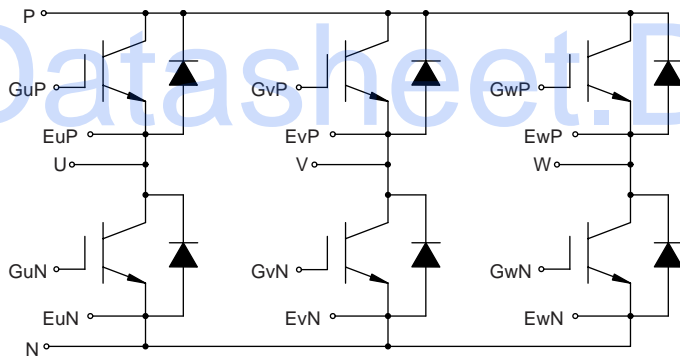 P
Datasheet.D
GuP
GvP
GwP
EuP
EvP
EwP
U
V
W
GuN
GvN
GwN
EuN
EvN
EwN
N